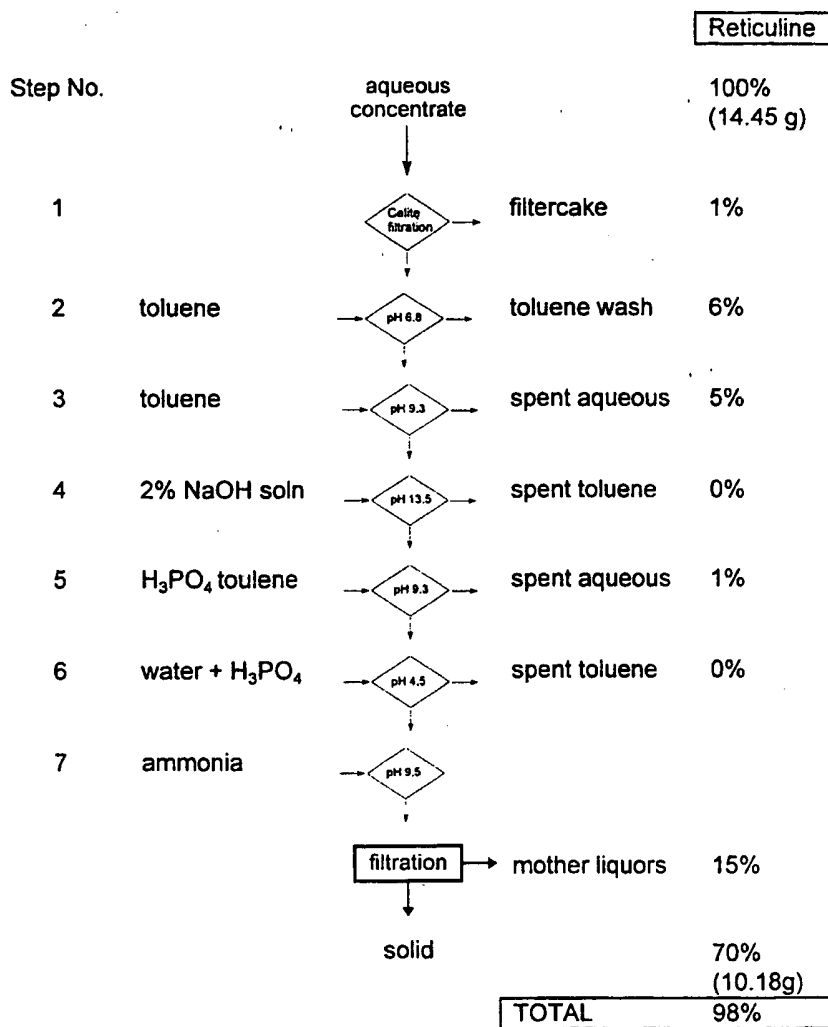 Reticuline
Step No. aqueous concentrate 100% (14.45 g)
1 Celite filtration filtercake 1%
2 toluene pH 6.8 toluene wash 6%
3 toluene pH 9.3 spent aqueous 5%
4 2% NaOH soln pH 13.5 spent toluene 0%
5 H₃PO₄ toulene pH 9.3 spent aqueous 1%
6 water + H₃PO₄ pH 4.5 spent toluene 0%
7 ammonia pH 9.5
filtration mother liquors 15%
solid 70%
(10.18g)
TOTAL 98%